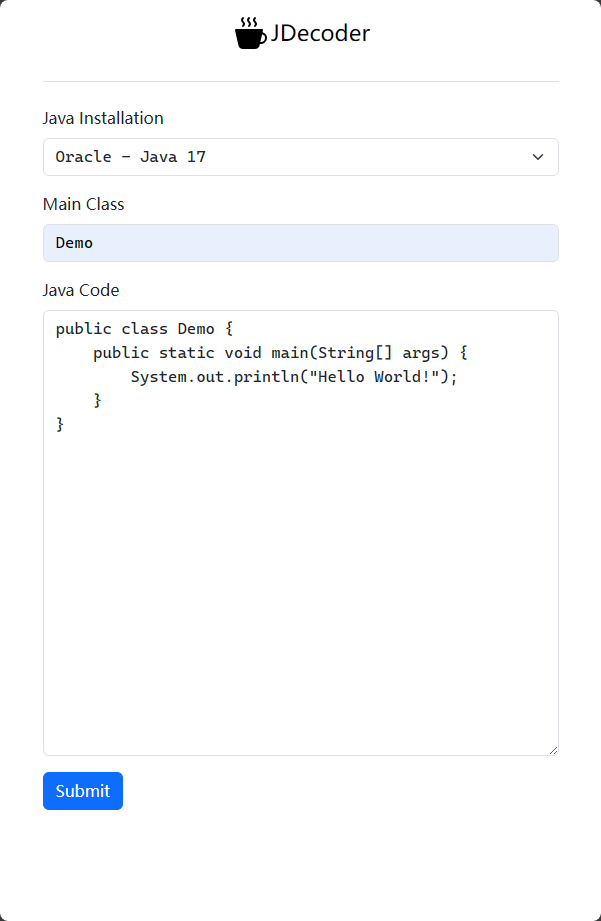 JDecoder
Java Installation
Oracle - Java 17
Main Class
Demo
Java Code
public class Demo {
    public static void main(String[] args) {
        System.out.println("Hello World!");
    }
}
Submit